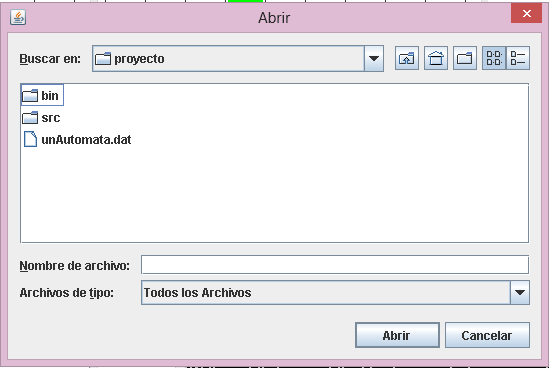 Abrir
Buscar en: proyecto
bin
src
unAutomata.dat
Nombre de archivo:
Archivos de tipo: Todos los Archivos
Abrir Cancelar